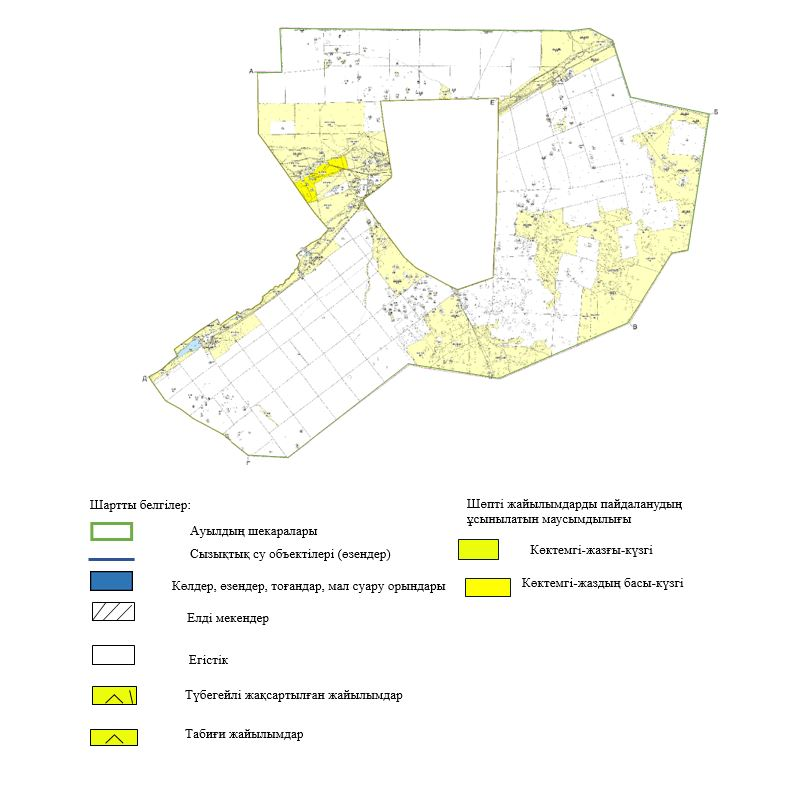 А
Б
Е
В
Д
Г
Шартты белгілер:
Ауылдың шекаралары
Сызықтық су объектілері (өзендер)
Көлдер, өзендер, тоғандар, мал суару орындары
Елді мекендер
Егістік
Түбегейлі жақсартылған жайылымдар
Табиғи жайылымдар
Шөпті жайылымдарды пайдаланудың
ұсынылатын маусымдылығы
Көктемгі-жазғы-күзгі
Көктемгі-жаздың басы-күзгі